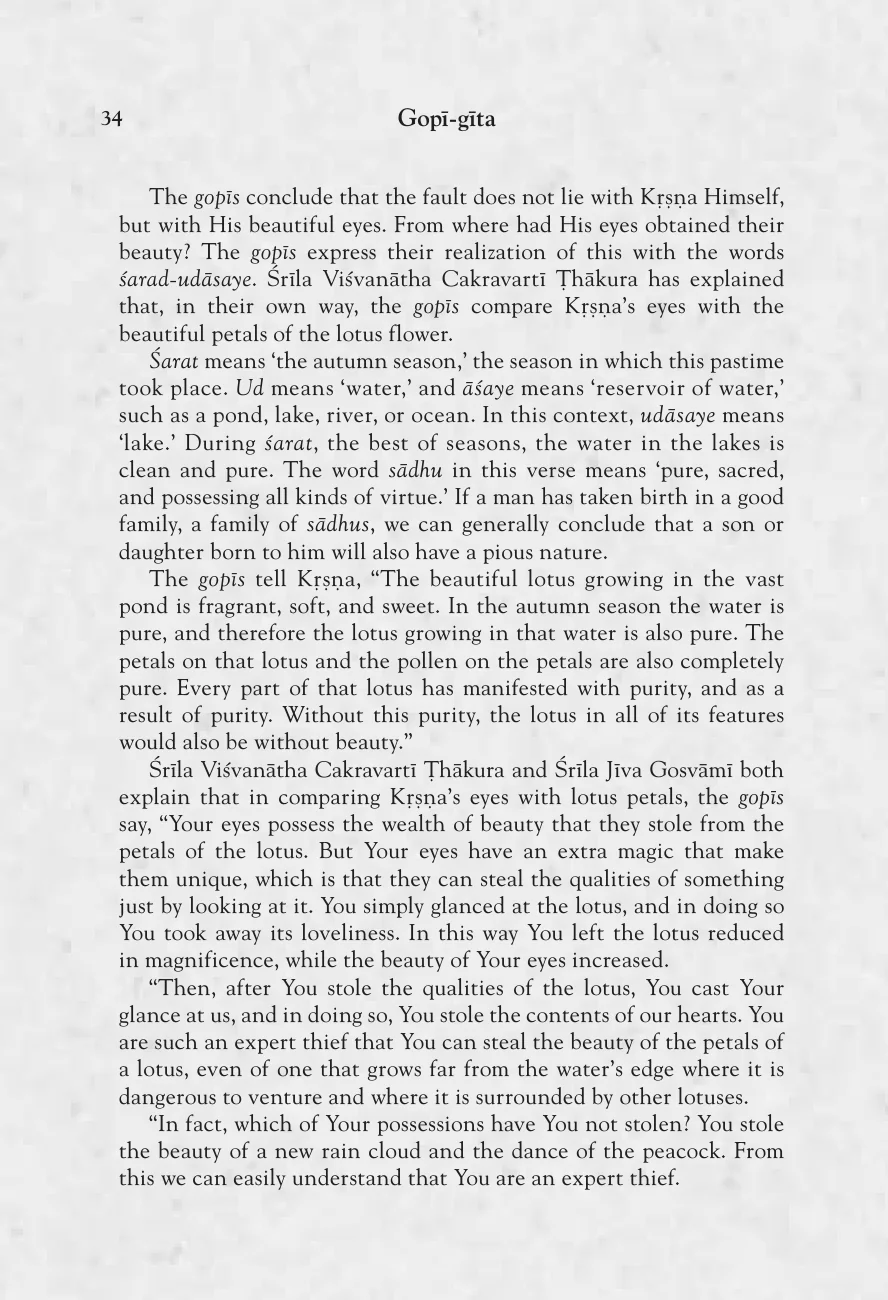 34
Gopī-gīta
The gopīs conclude that the fault does not lie with Kṛṣṇa Himself,
but with His beautiful eyes. From where had His eyes obtained their
beauty? The gopīs express their realization of this with the words
śarad-udāsaye. Śrīla Viśvanātha Cakravartī Ṭhākura has explained
that, in their own way, the gopīs compare Kṛṣṇa’s eyes with the
beautiful petals of the lotus flower.
Śarat means ‘the autumn season,’ the season in which this pastime
took place. Ud means ‘water,’ and āśaye means ‘reservoir of water,’
such as a pond, lake, river, or ocean. In this context, udāsaye means
‘lake.’ During śarat, the best of seasons, the water in the lakes is
clean and pure. The word sādhu in this verse means ‘pure, sacred,
and possessing all kinds of virtue.’ If a man has taken birth in a good
family, a family of sādhus, we can generally conclude that a son or
daughter born to him will also have a pious nature.
The gopīs tell Kṛṣṇa, “The beautiful lotus growing in the vast
pond is fragrant, soft, and sweet. In the autumn season the water is
pure, and therefore the lotus growing in that water is also pure. The
petals on that lotus and the pollen on the petals are also completely
pure. Every part of that lotus has manifested with purity, and as a
result of purity. Without this purity, the lotus in all of its features
would also be without beauty.”
Śrīla Viśvanātha Cakravartī Ṭhākura and Śrīla Jīva Gosvāmī both
explain that in comparing Kṛṣṇa’s eyes with lotus petals, the gopīs
say, “Your eyes possess the wealth of beauty that they stole from the
petals of the lotus. But Your eyes have an extra magic that make
them unique, which is that they can steal the qualities of something
just by looking at it. You simply glanced at the lotus, and in doing so
You took away its loveliness. In this way You left the lotus reduced
in magnificence, while the beauty of Your eyes increased.
“Then, after You stole the qualities of the lotus, You cast Your
glance at us, and in doing so, You stole the contents of our hearts. You
are such an expert thief that You can steal the beauty of the petals of
a lotus, even of one that grows far from the water’s edge where it is
dangerous to venture and where it is surrounded by other lotuses.
“In fact, which of Your possessions have You not stolen? You stole
the beauty of a new rain cloud and the dance of the peacock. From
this we can easily understand that You are an expert thief.